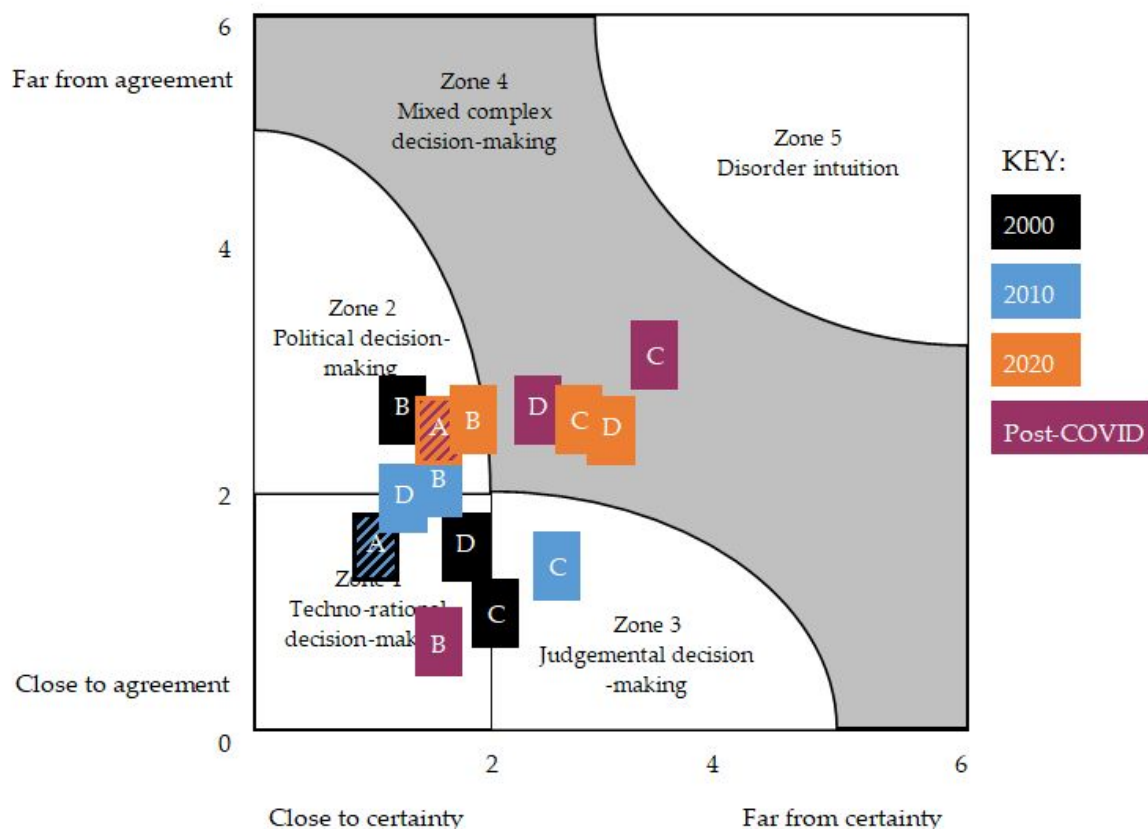 6
Far from agreement
Zone 4
Mixed complex
decision-making
Zone 5
Disorder intuition
KEY:
2000
4
2010
Zone 2
Political decision-
making
2020
C
B
D
A
B
C
D
Post-COVID
B
2
D
A
D
C
Zone 1
C
Techno-rational
decision-making
B
Zone 3
Judgemental decision
-making
Close to agreement
0
2
4
6
Close to certainty
Far from certainty